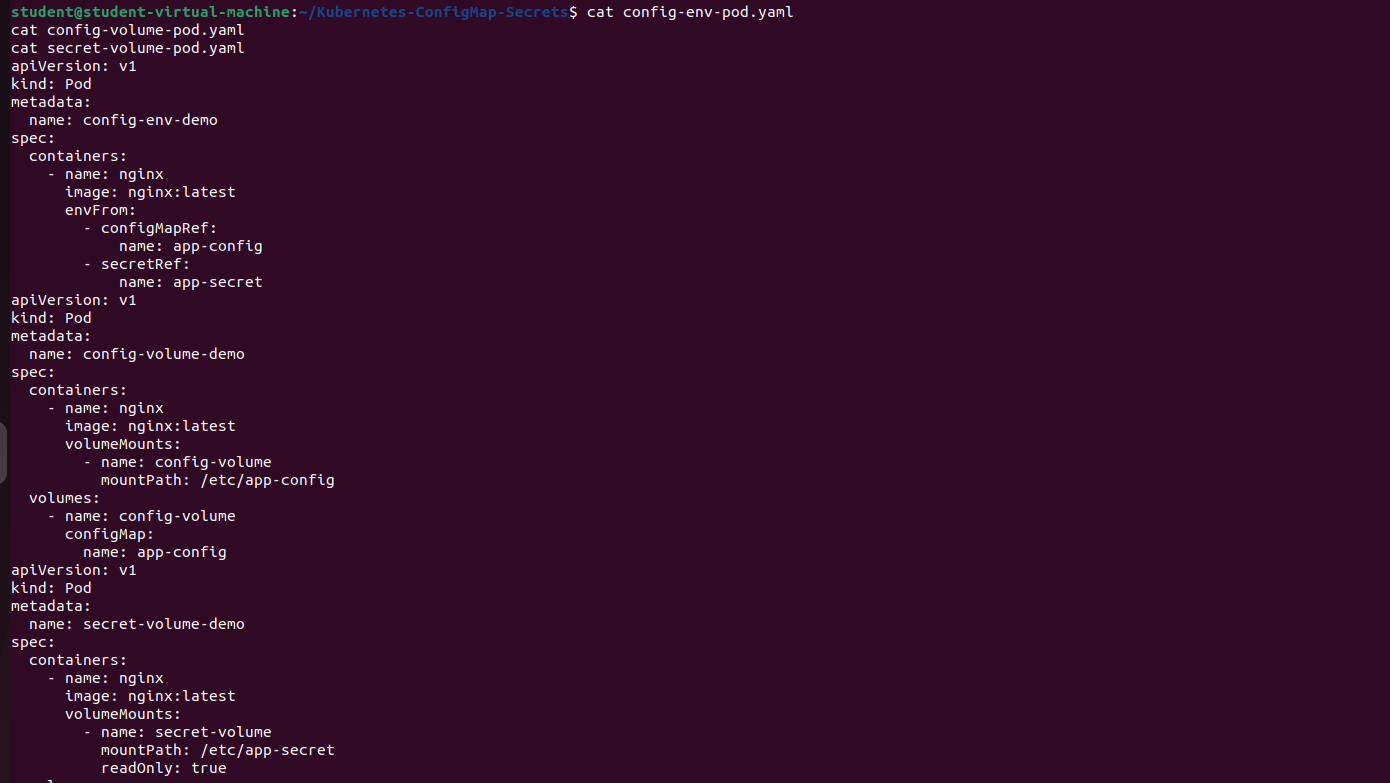 student@student-virtual-machine:~/Kubernetes-ConfigMap-Secrets$ cat config-env-pod.yaml
cat config-volume-pod.yaml
cat secret-volume-pod.yaml
apiVersion: v1
kind: Pod
metadata:
  name: config-env-demo
spec:
  containers:
    - name: nginx
      image: nginx:latest
      envFrom:
        - configMapRef:
            name: app-config
        - secretRef:
            name: app-secret
apiVersion: v1
kind: Pod
metadata:
  name: config-volume-demo
spec:
  containers:
    - name: nginx
      image: nginx:latest
      volumeMounts:
        - name: config-volume
          mountPath: /etc/app-config
  volumes:
    - name: config-volume
      configMap:
        name: app-config
apiVersion: v1
kind: Pod
metadata:
  name: secret-volume-demo
spec:
  containers:
    - name: nginx
      image: nginx:latest
      volumeMounts:
        - name: secret-volume
          mountPath: /etc/app-secret
          readOnly: true